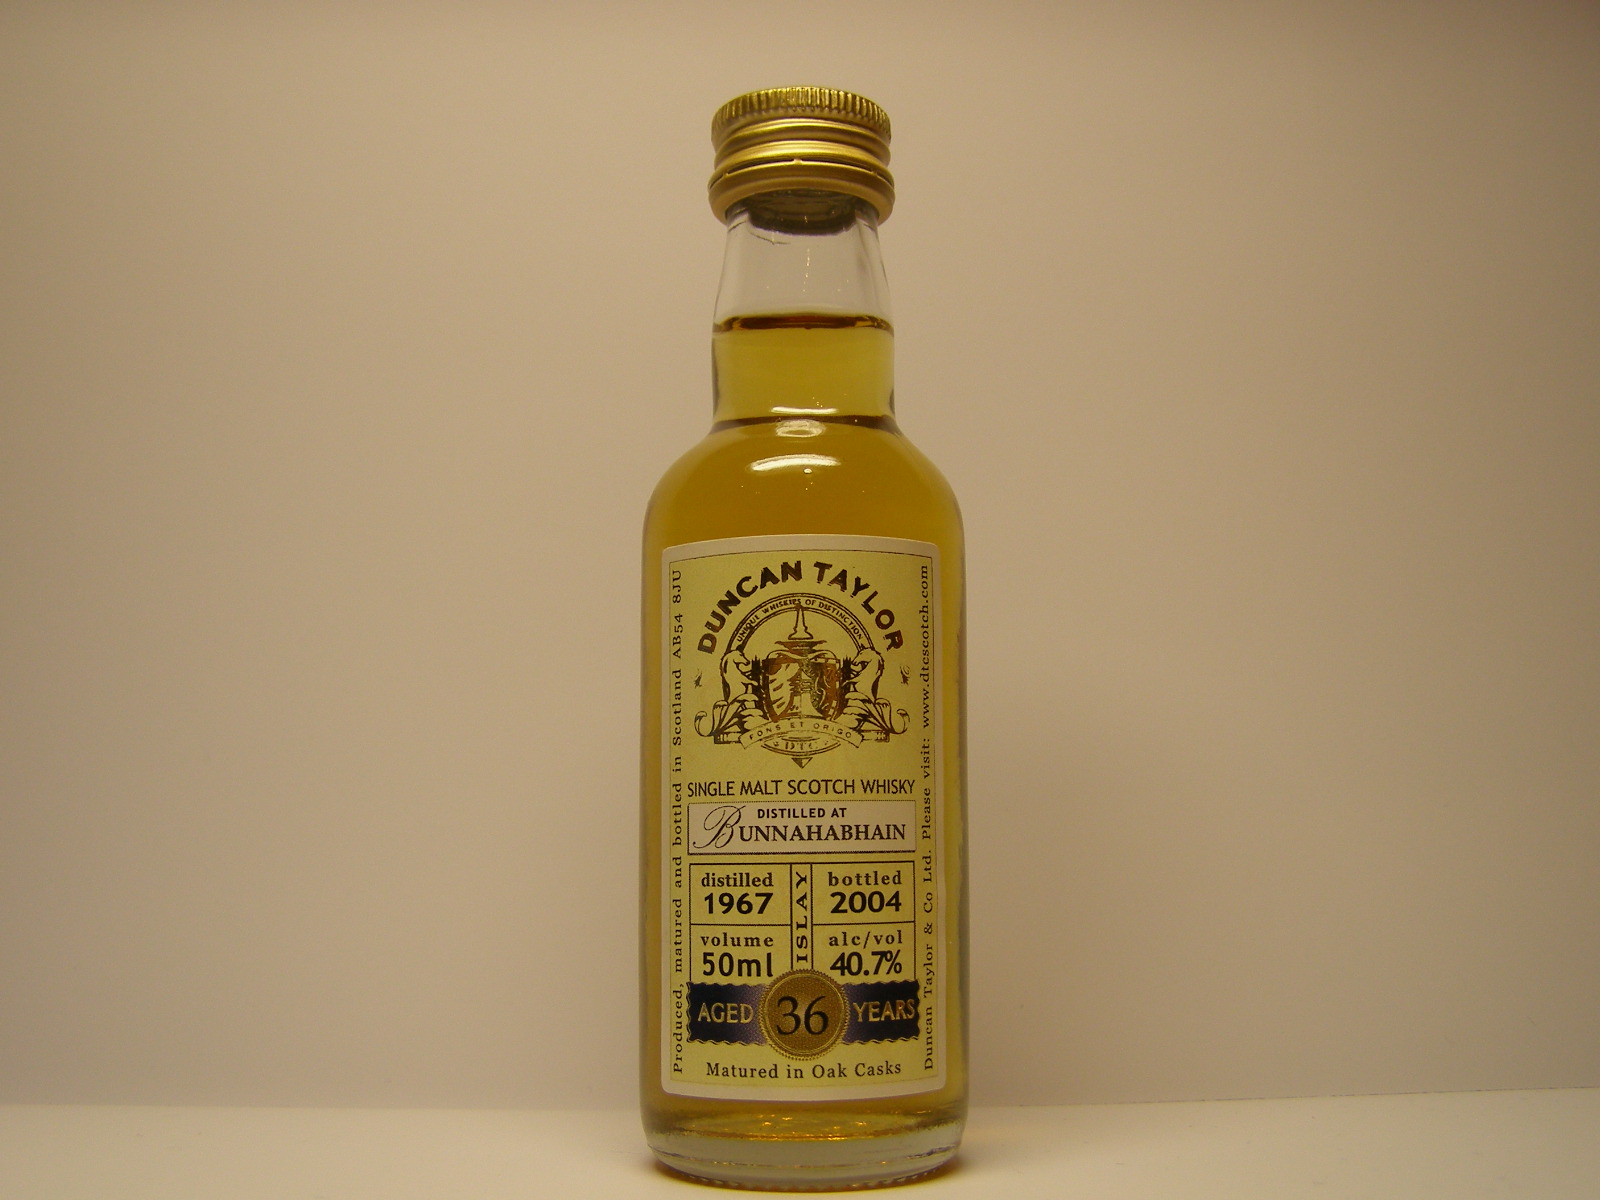 DUNCAN TAYLOR
UNIQUE WHISKIES OF DISTINCTION
FONS ET ORIGO
DTC
SINGLE MALT SCOTCH WHISKY
DISTILLED AT
BUNNAHABHAIN
distilled
1967
ISLAY
bottled
2004
volume
50ml
alc/vol
40.7%
AGED 36 YEARS
Matured in Oak Casks
Produced, matured and bottled in Scotland AB54 8JU
Duncan Taylor & Co Ltd. Please visit: www.dtcscotch.com